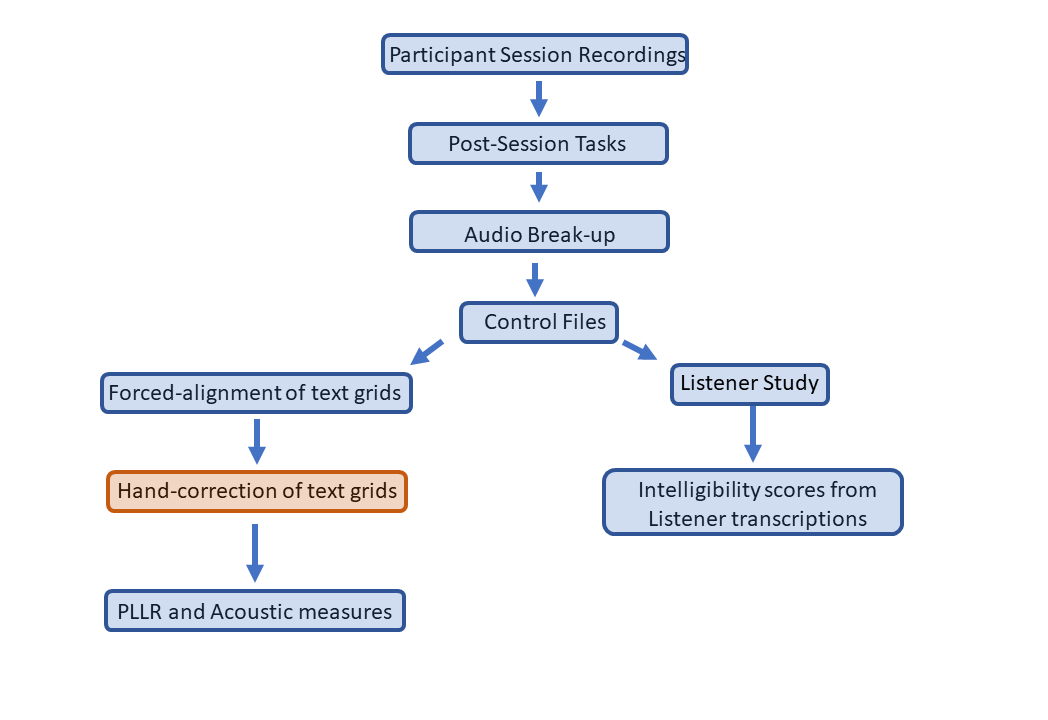 Participant Session Recordings
Post-Session Tasks
Audio Break-up
Control Files
Forced-alignment of text grids
Listener Study
Hand-correction of text grids
Intelligibility scores from
Listener transcriptions
PLLR and Acoustic measures